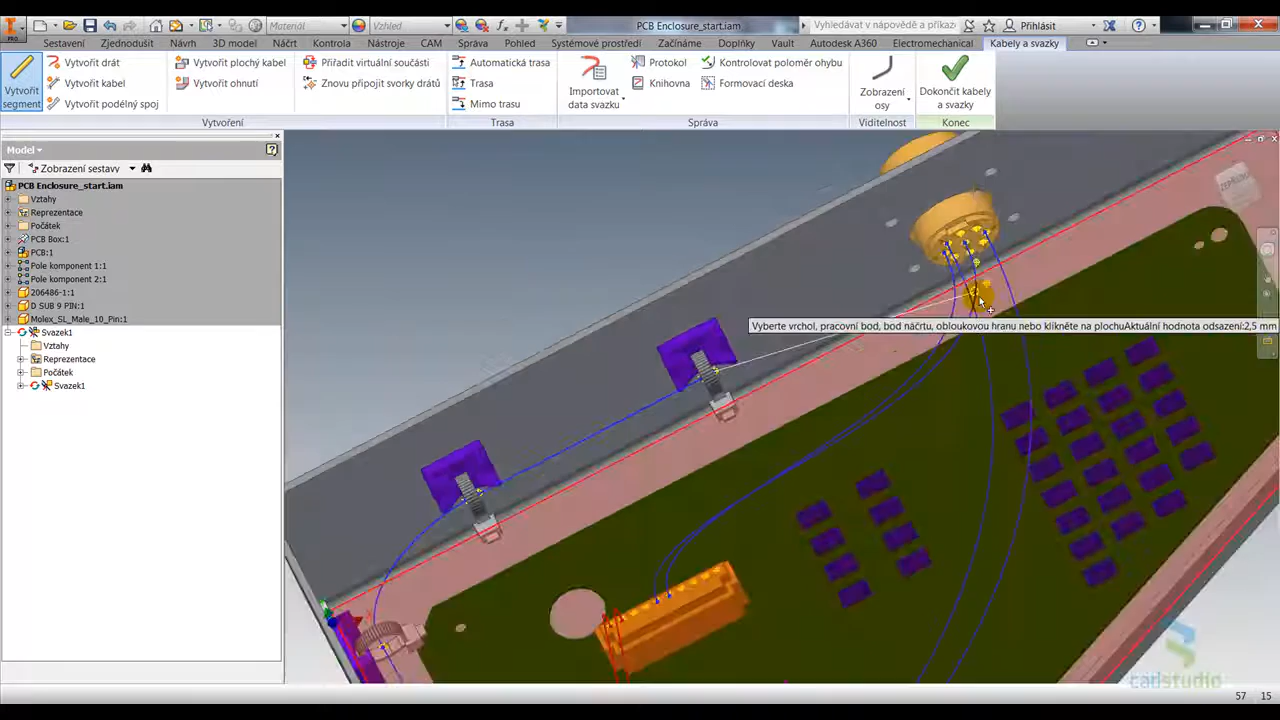 PRO
Materiál
Vzhled
PCB Enclosure_start.iam
Vyhledávat v nápovědě a příkaz
Přihlásit
Sestavení
Zjednodušit
Návrh
3D model
Náčrt
Kontrola
Nástroje
CAM
Správa
Pohled
Systémové prostředí
Začínáme
Doplňky
Vault
Autodesk A360
Electromechanical
Kabely a svazky
Vytvořit
segment
Vytvořit drát
Vytvořit kabel
Vytvořit podélný spoj
Vytvořit plochý kabel
Vytvořit ohnutí
Přiřadit virtuální součásti
Znovu připojit svorky drátů
Automatická trasa
Trasa
Mimo trasu
Importovat
data svazku
Protokol
Knihovna
Kontrolovat poloměr ohybu
Formovací deska
Zobrazení
osy
Dokončit kabely
a svazky
Vytvoření
Trasa
Správa
Viditelnost
Konec
Model
Zobrazení sestavy
PCB Enclosure_start.iam
Vztahy
Reprezentace
Počátek
PCB Box:1
PCB:1
Pole komponent 1:1
Pole komponent 2:1
206486-1:1
D SUB 9 PIN:1
Molex_SL_Male_10_Pin:1
Svazek1
Vztahy
Reprezentace
Počátek
Svazek1
Vyberte vrchol, pracovní bod, bod náčrtu, obloukovou hranu nebo klikněte na plochuAktuální hodnota odsazení:2,5 mm
cadstudio
57 15